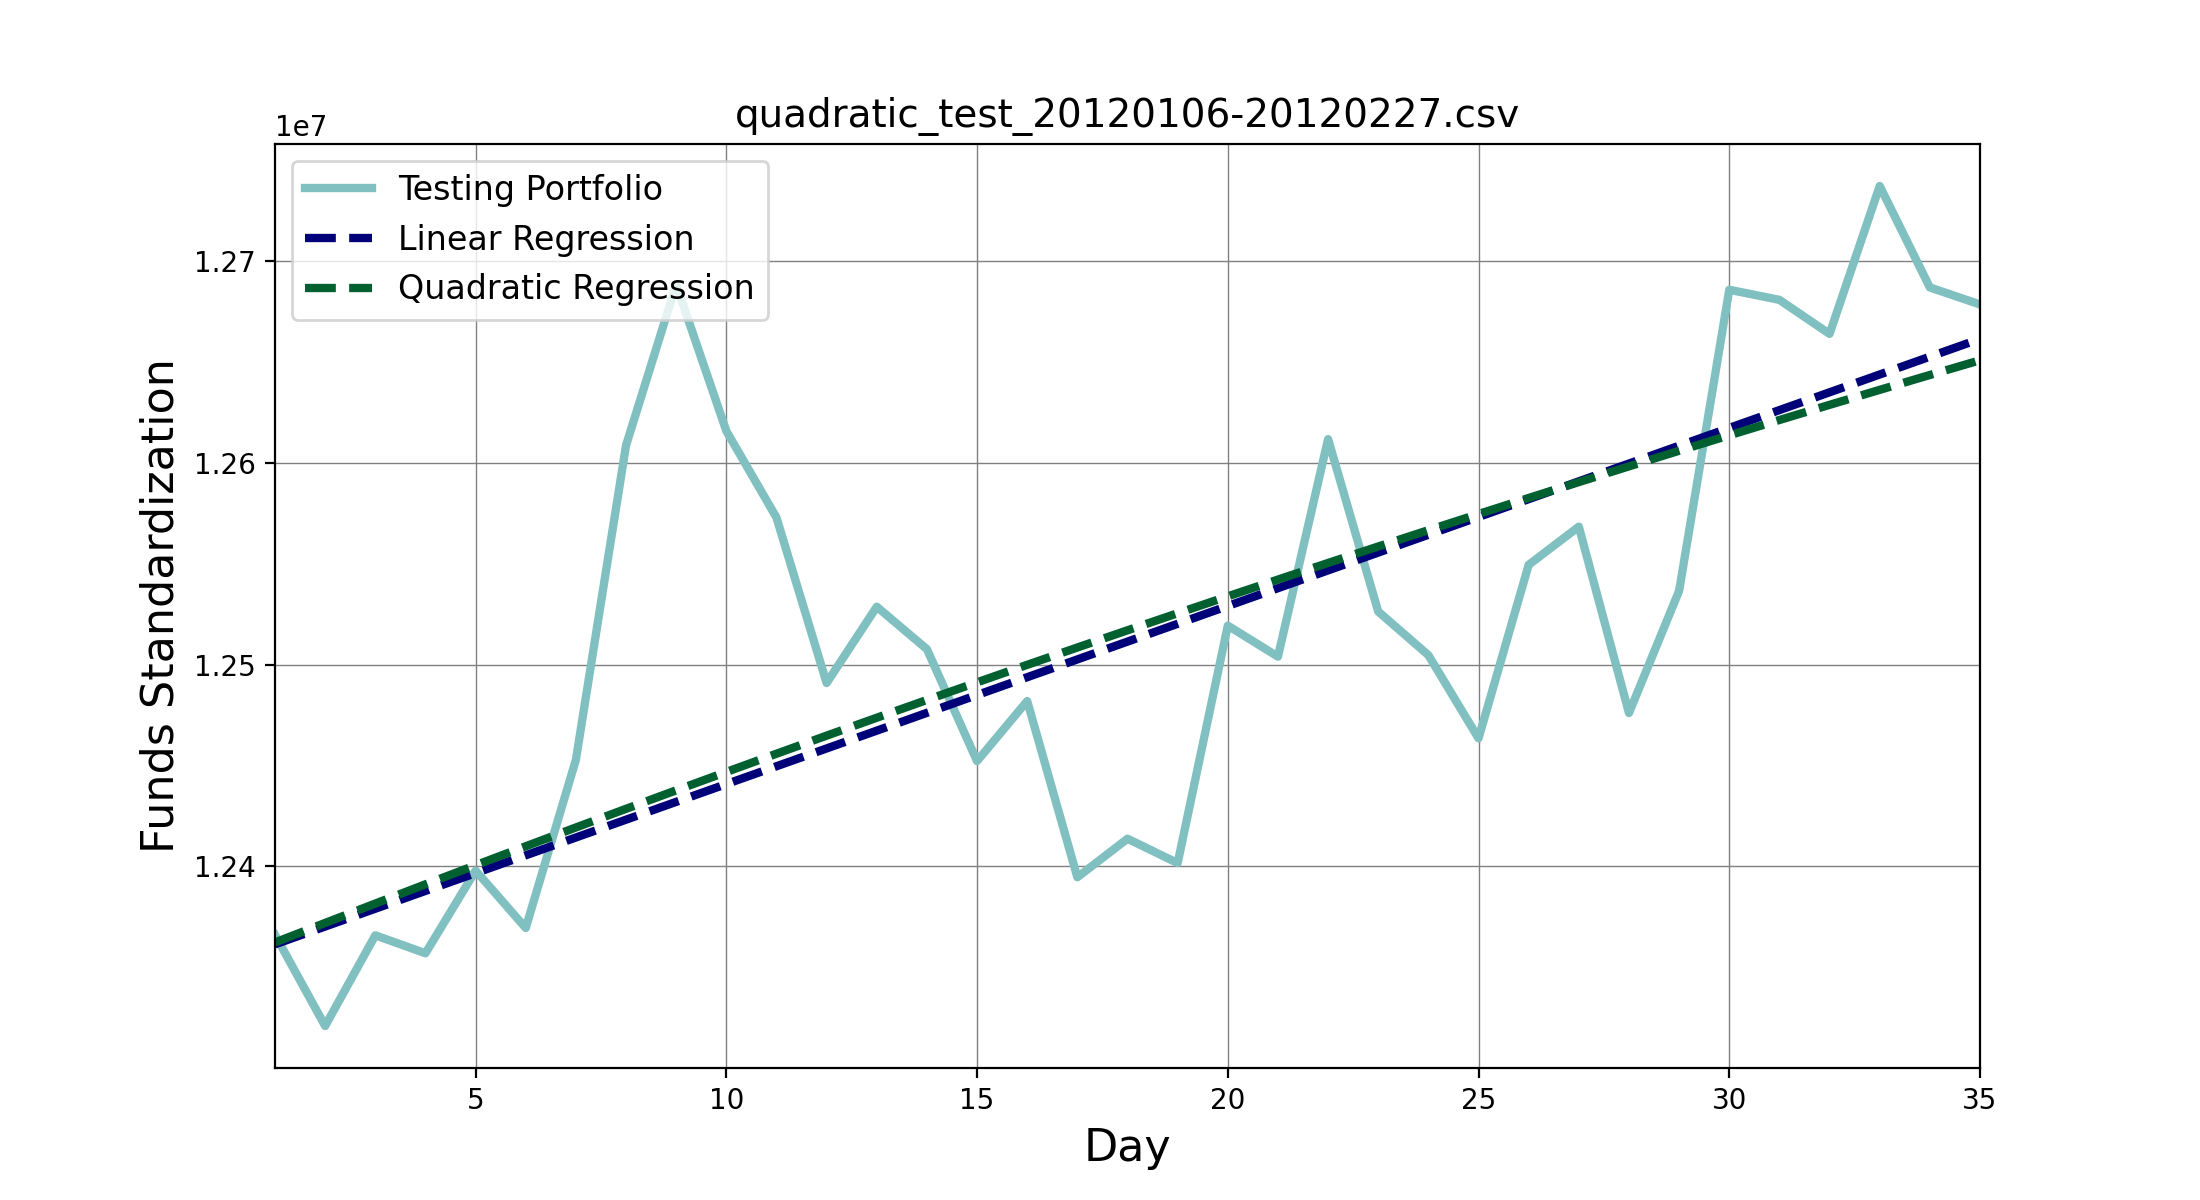 quadratic_test_20120106-20120227.csv
1e7
Testing Portfolio
Linear Regression
Quadratic Regression
1.27
1.26
1.25
1.24
Funds Standardization
5 10 15 20 25 30 35
Day